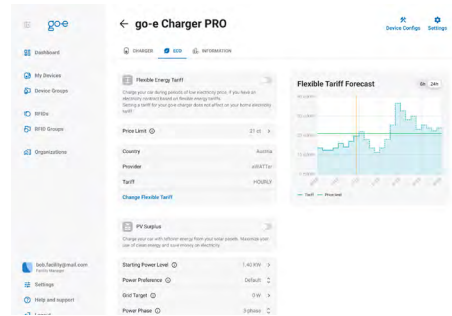 go-e
go-e Charger PRO
Device Configs
Settings
CHARGER
ECO
INFORMATION
Dashboard
My Devices
Device Groups
RFIDs
RFID Groups
Organizations
Flexible Energy Tariff
Charge your car during periods of low electricity price. If you have an
electricity contract based on flexible energy tariffs.
Setting a tariff for your go-e charger does not affect on your home electricity
tariff.
Price Limit
21 ct
Country
Austria
Provider
aWATTar
Tariff
HOURLY
Change Flexible Tariff
Flexible Tariff Forecast
6h
24h
Tariff
Price limit
PV Surplus
Charge your car with leftover energy from your solar panels. Maximize your
use of clean energy and save money on electricity.
Starting Power Level
1.40 KW
Power Preference
Default
Grid Target
0 W
Power Phase
3-phase
bob.facility@mail.com
Facility Manager
Settings
Help and support
Logout